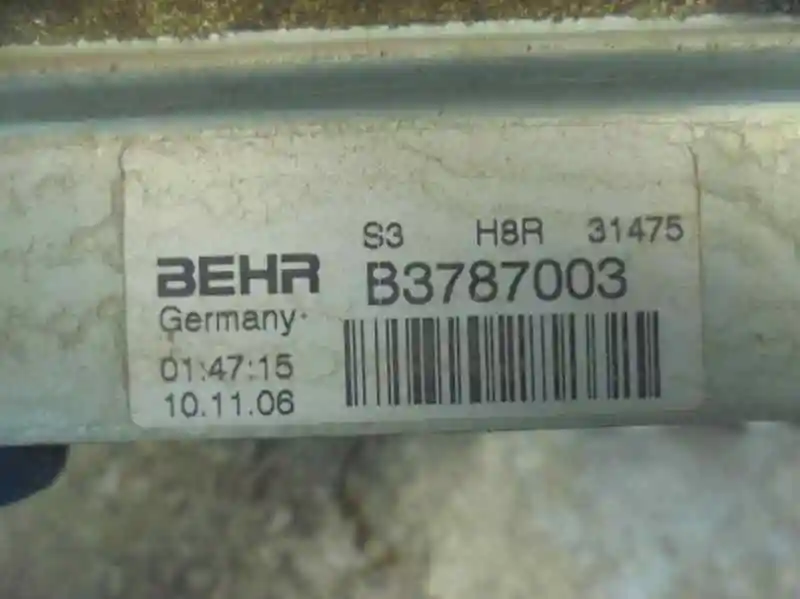 S3 H8R 31475
BEHR B3787003
Germany
01:47:15
10.11.06